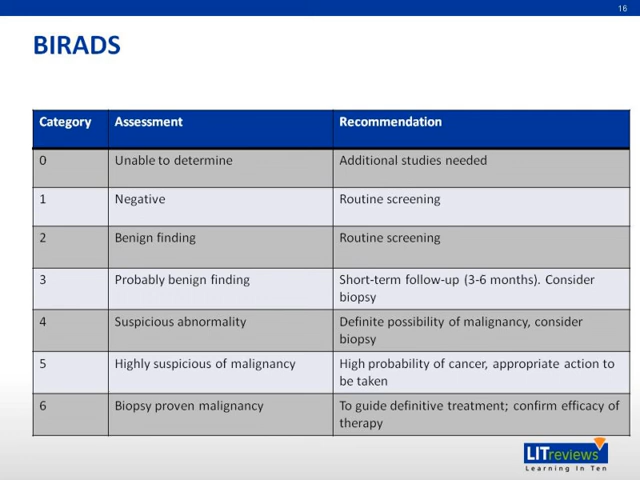 16
BIRADS
Category Assessment Recommendation
0 Unable to determine Additional studies needed
1 Negative Routine screening
2 Benign finding Routine screening
3 Probably benign finding Short-term follow-up (3-6 months). Consider
biopsy
4 Suspicious abnormality Definite possibility of malignancy, consider
biopsy
5 Highly suspicious of malignancy High probability of cancer, appropriate action to
be taken
6 Biopsy proven malignancy To guide definitive treatment; confirm efficacy of
therapy
LITreviews
Learning In Ten